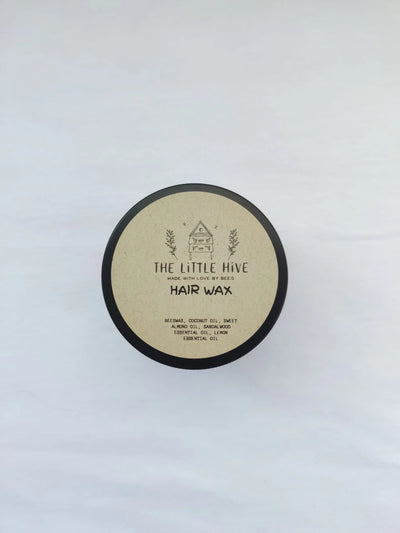 THE LiTTLE HiVE
MADE WITH LOVE BY BEES
HAIR WAX
BEESWAX, COCONUT OIL, SWEET
ALMOND OIL, SANDALWOOD
ESSENTIAL OIL, LEMON
ESSENTIAL OIL